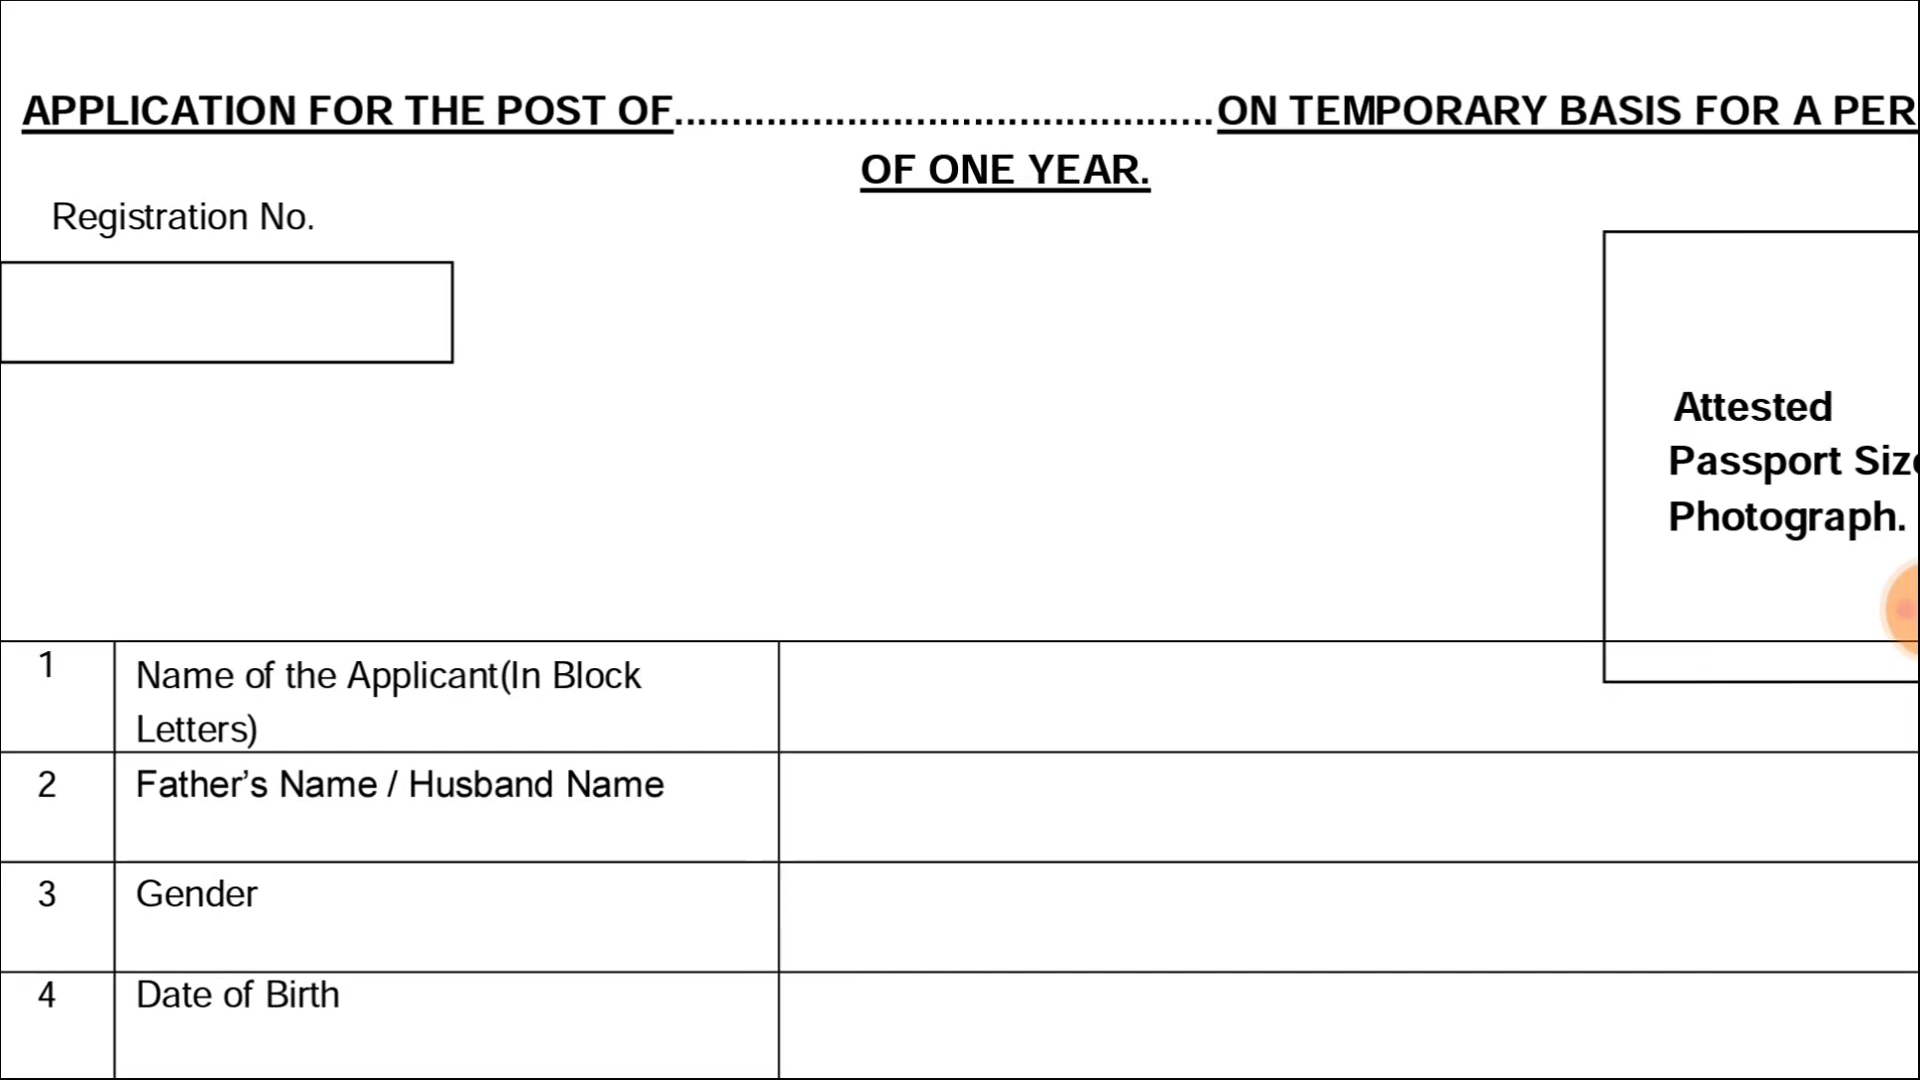 APPLICATION FOR THE POST OF..............................................ON TEMPORARY BASIS FOR A PER
OF ONE YEAR.
Registration No.
Attested
Passport Size
Photograph.
1 Name of the Applicant(In Block
Letters)
2 Father’s Name / Husband Name
3 Gender
4 Date of Birth